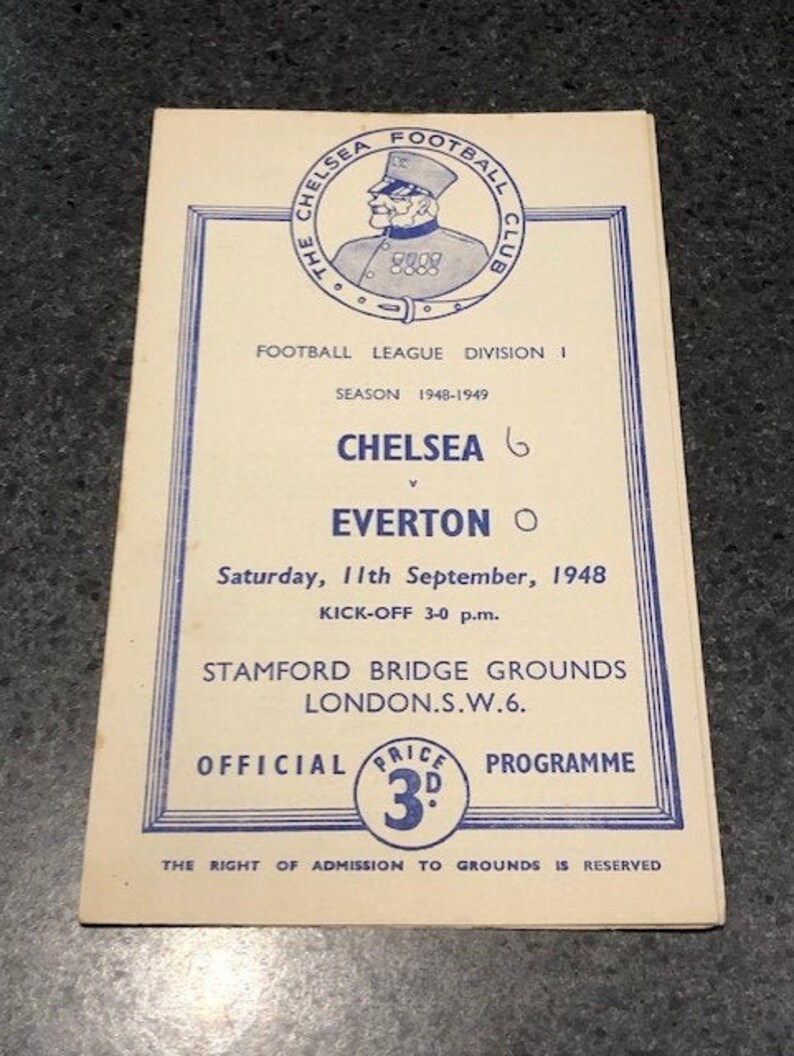 THE CHELSEA FOOTBALL CLUB
FOOTBALL LEAGUE DIVISION I
SEASON 1948-1949
CHELSEA 6
v
EVERTON 0
Saturday, 11th September, 1948
KICK-OFF 3-0 p.m.
STAMFORD BRIDGE GROUNDS
LONDON.S.W.6.
OFFICIAL PRICE 3D. PROGRAMME
THE RIGHT OF ADMISSION TO GROUNDS IS RESERVED